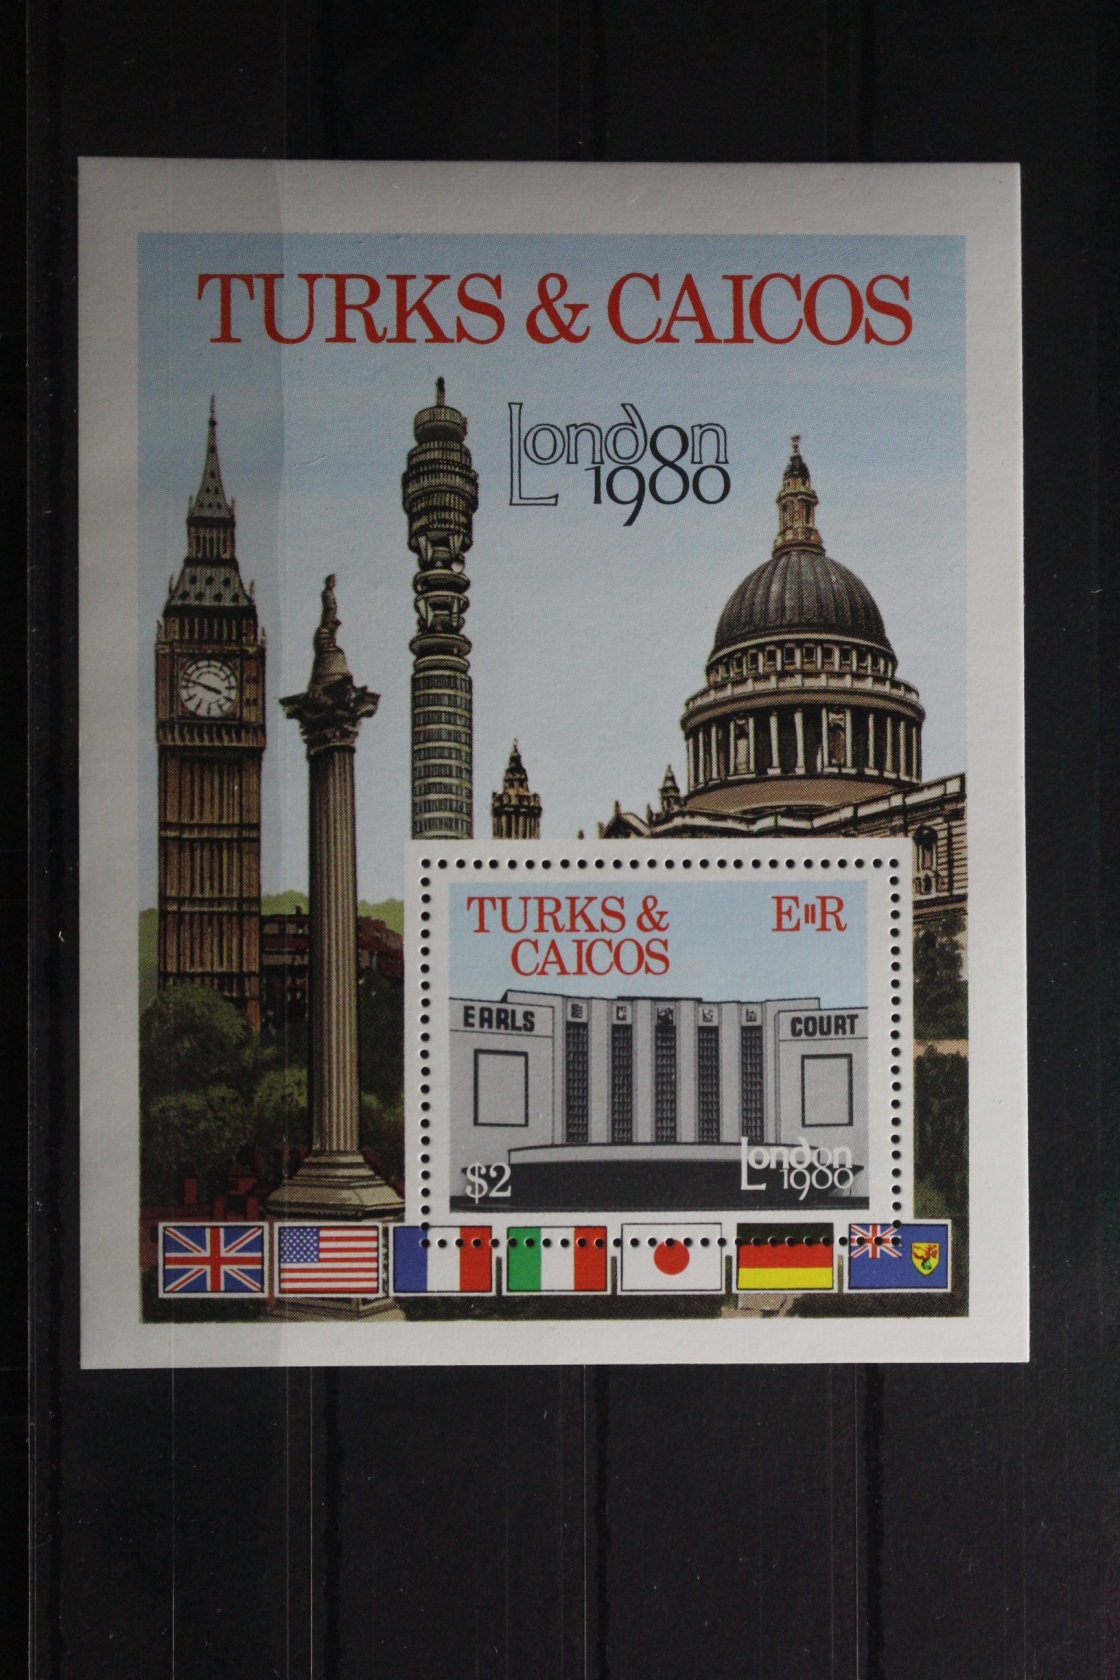 TURKS & CAICOS
London
1980
TURKS &
CAICOS
EIIR
EARLS
COURT
$2
London
1980